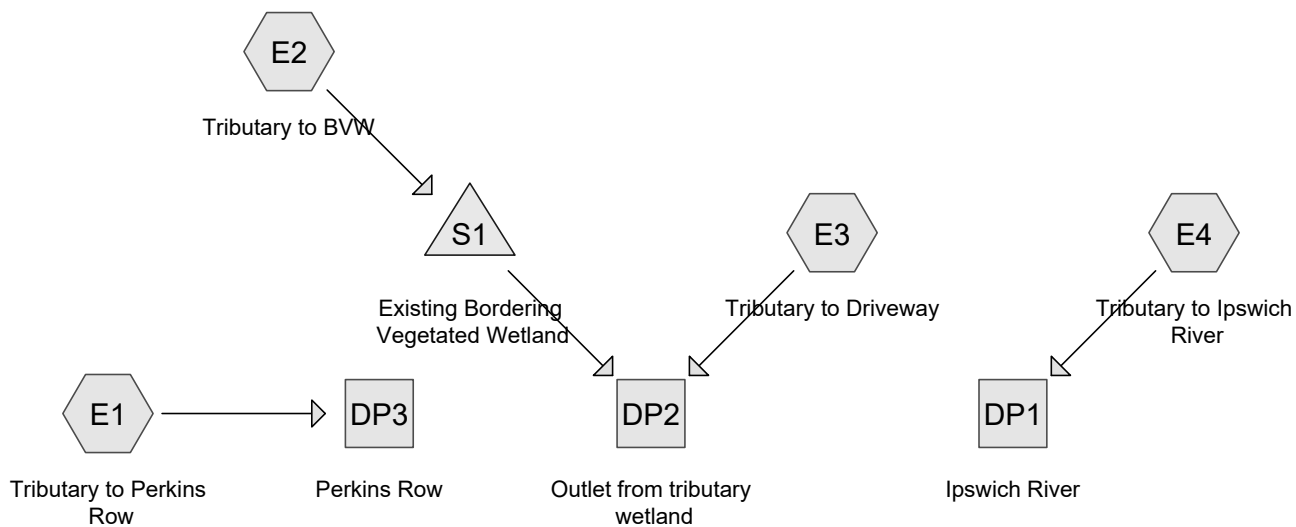 E2
Tributary to BVW
S1
Existing Bordering
Vegetated Wetland
E3
Tributary to Driveway
E4
Tributary to Ipswich
River
E1
Tributary to Perkins
Row
DP3
Perkins Row
DP2
Outlet from tributary
wetland
DP1
Ipswich River